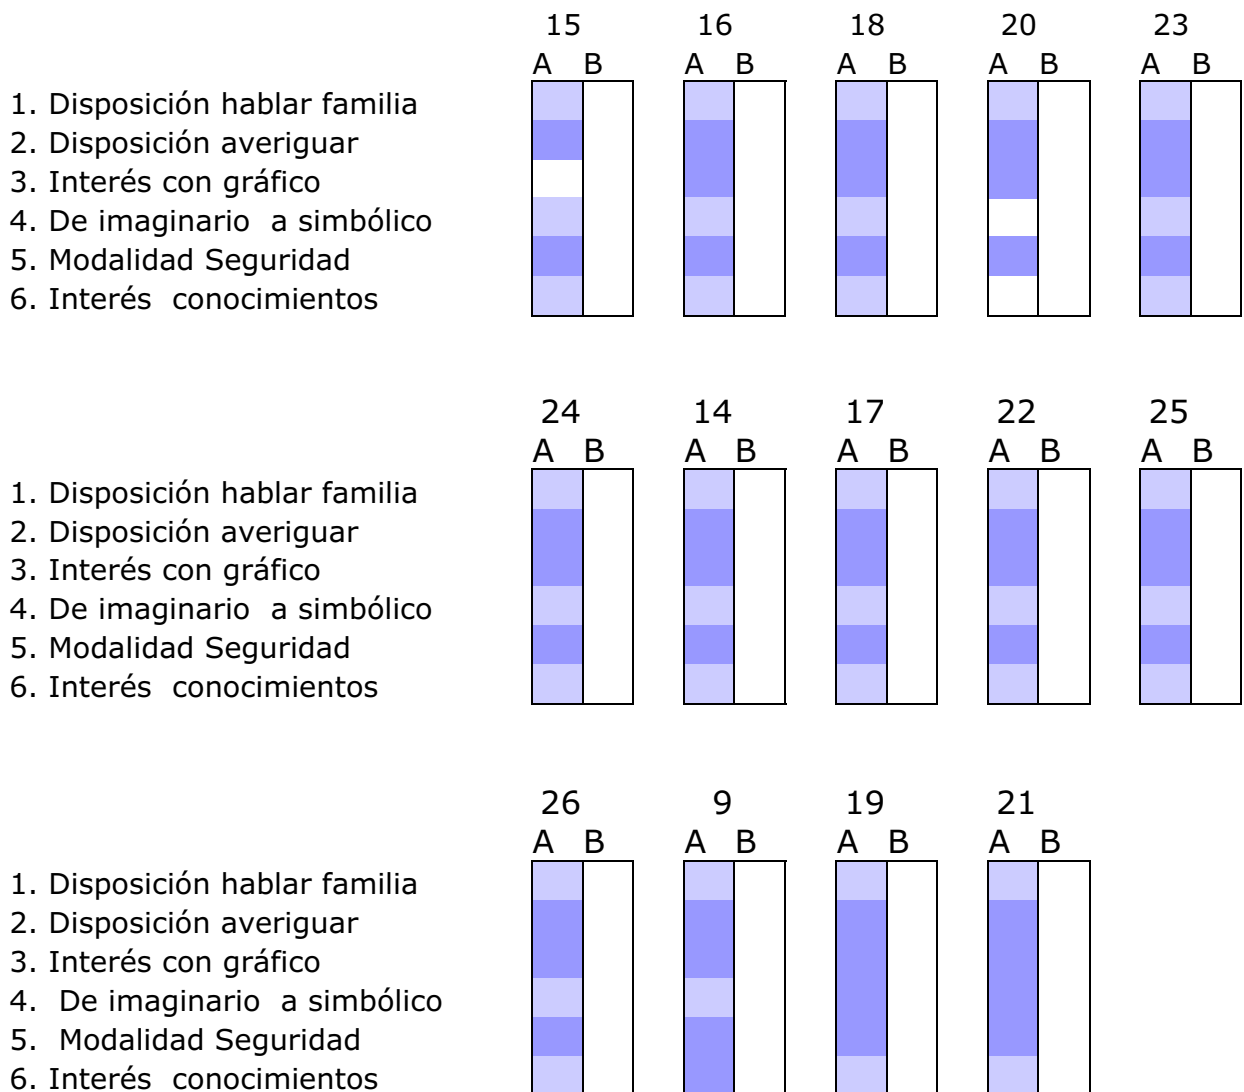 15 16 18 20 23
A B A B A B A B A B
1. Disposición hablar familia
2. Disposición averiguar
3. Interés con gráfico
4. De imaginario  a simbólico
5. Modalidad Seguridad
6. Interés  conocimientos
24 14 17 22 25
A B A B A B A B A B
1. Disposición hablar familia
2. Disposición averiguar
3. Interés con gráfico
4. De imaginario  a simbólico
5. Modalidad Seguridad
6. Interés  conocimientos
26 9 19 21
A B A B A B A B
1. Disposición hablar familia
2. Disposición averiguar
3. Interés con gráfico
4.  De imaginario  a simbólico
5.  Modalidad Seguridad
6. Interés  conocimientos